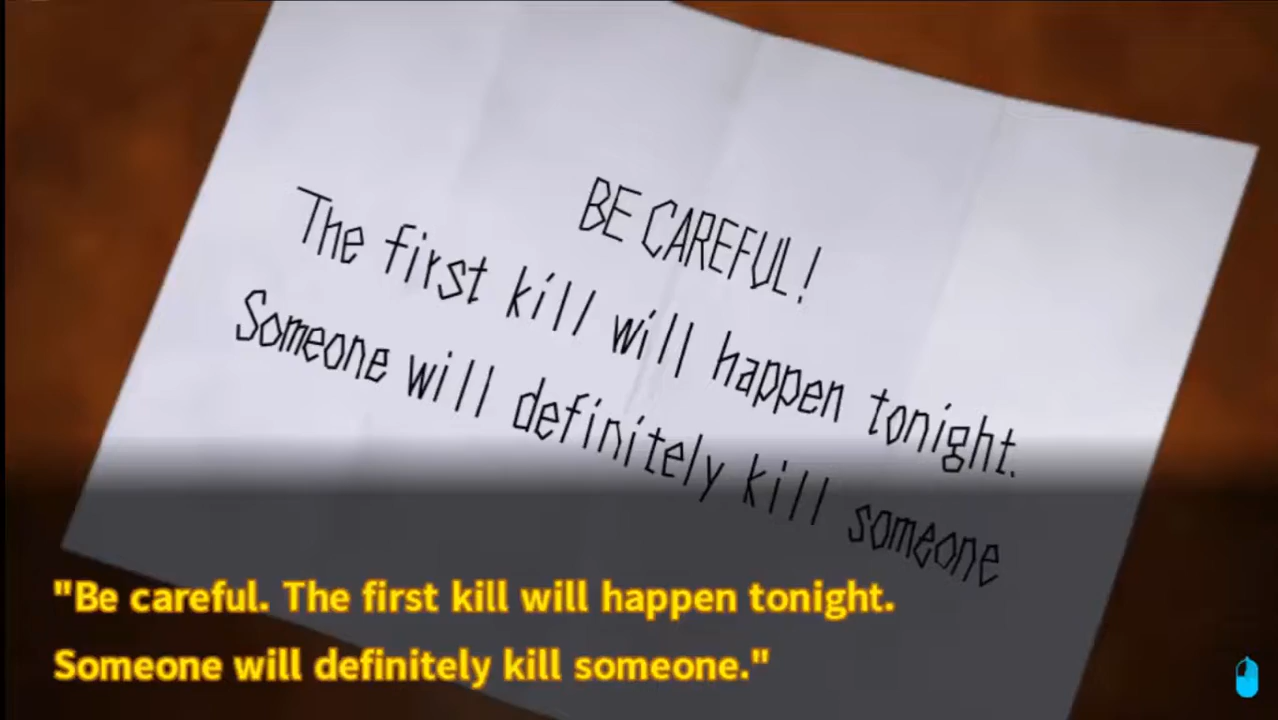 BE CAREFUL!
The first kill will happen tonight.
Someone will definitely kill someone
"Be careful. The first kill will happen tonight.
Someone will definitely kill someone."